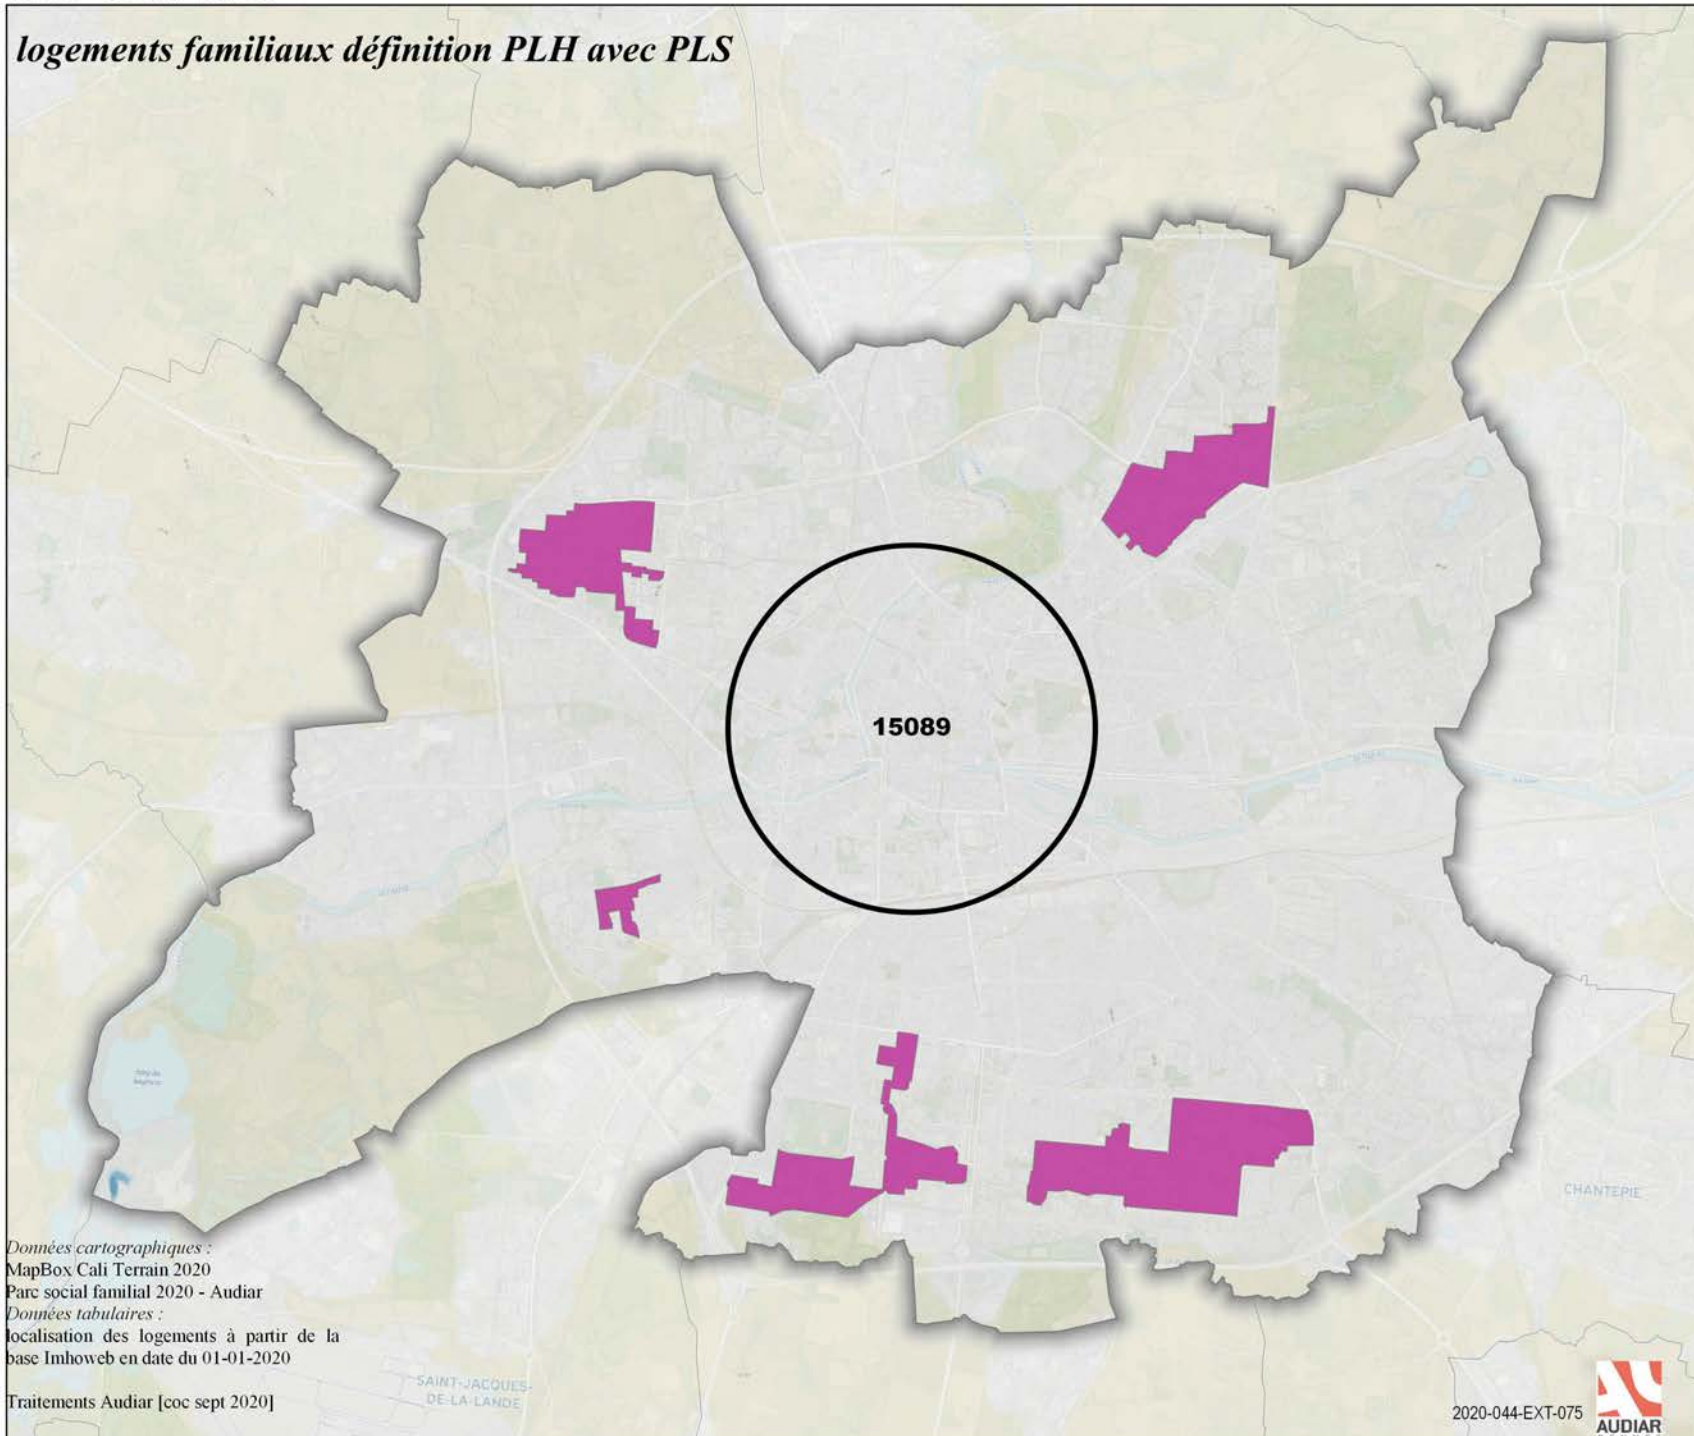 logements familiaux définition PLH avec PLS
15089
CHANTEPIE
Données cartographiques :
MapBox Cali Terrain 2020
Parc social familial 2020 - Audiar
Données tabulaires :
localisation des logements à partir de la
base Imhoweb en date du 01-01-2020
Traitements Audiar [coc sept 2020]
SAINT-JACQUES-
DE-LA-LANDE
2020-044-EXT-075
AUDIAR